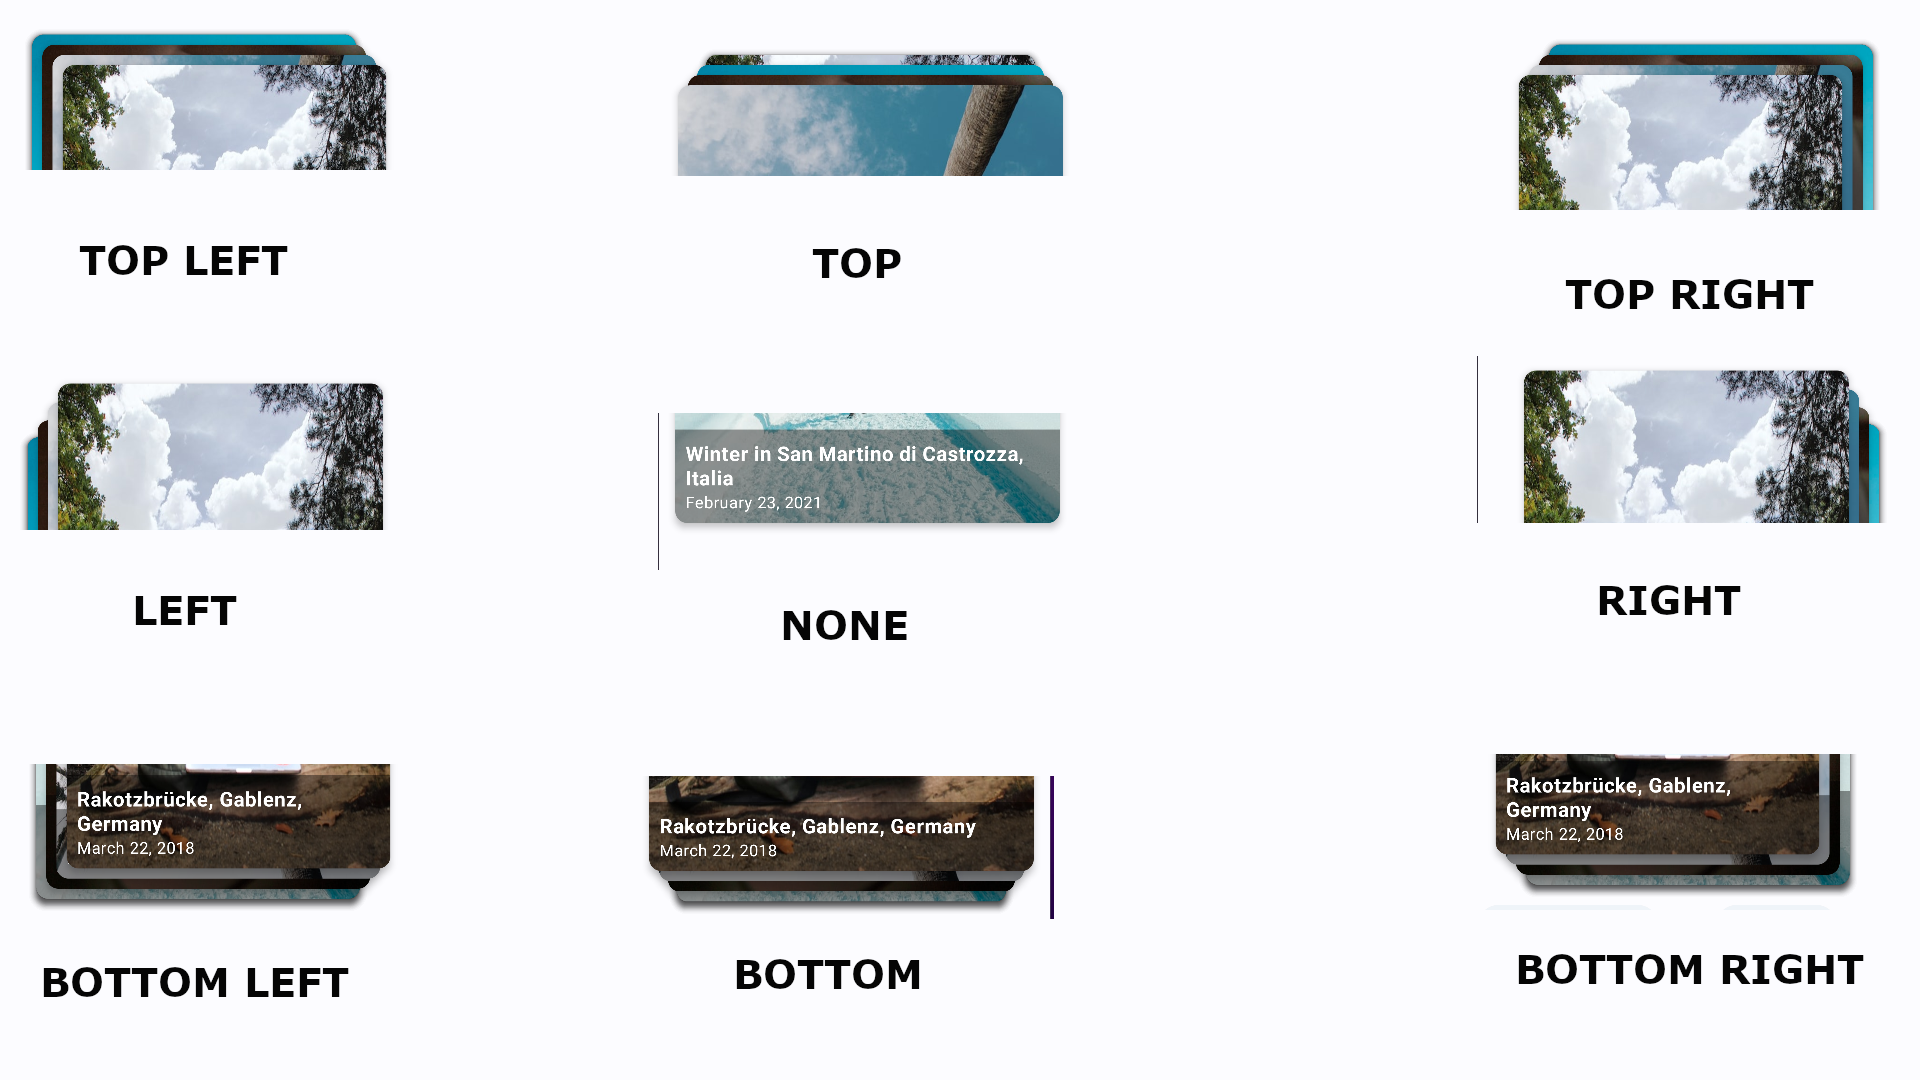 TOP LEFT
TOP
TOP RIGHT
Winter in San Martino di Castrozza,
Italia
February 23, 2021
LEFT
NONE
RIGHT
Rakotzbrücke, Gablenz,
Germany
March 22, 2018
Rakotzbrücke, Gablenz, Germany
March 22, 2018
Rakotzbrücke, Gablenz,
Germany
March 22, 2018
BOTTOM LEFT
BOTTOM
BOTTOM RIGHT